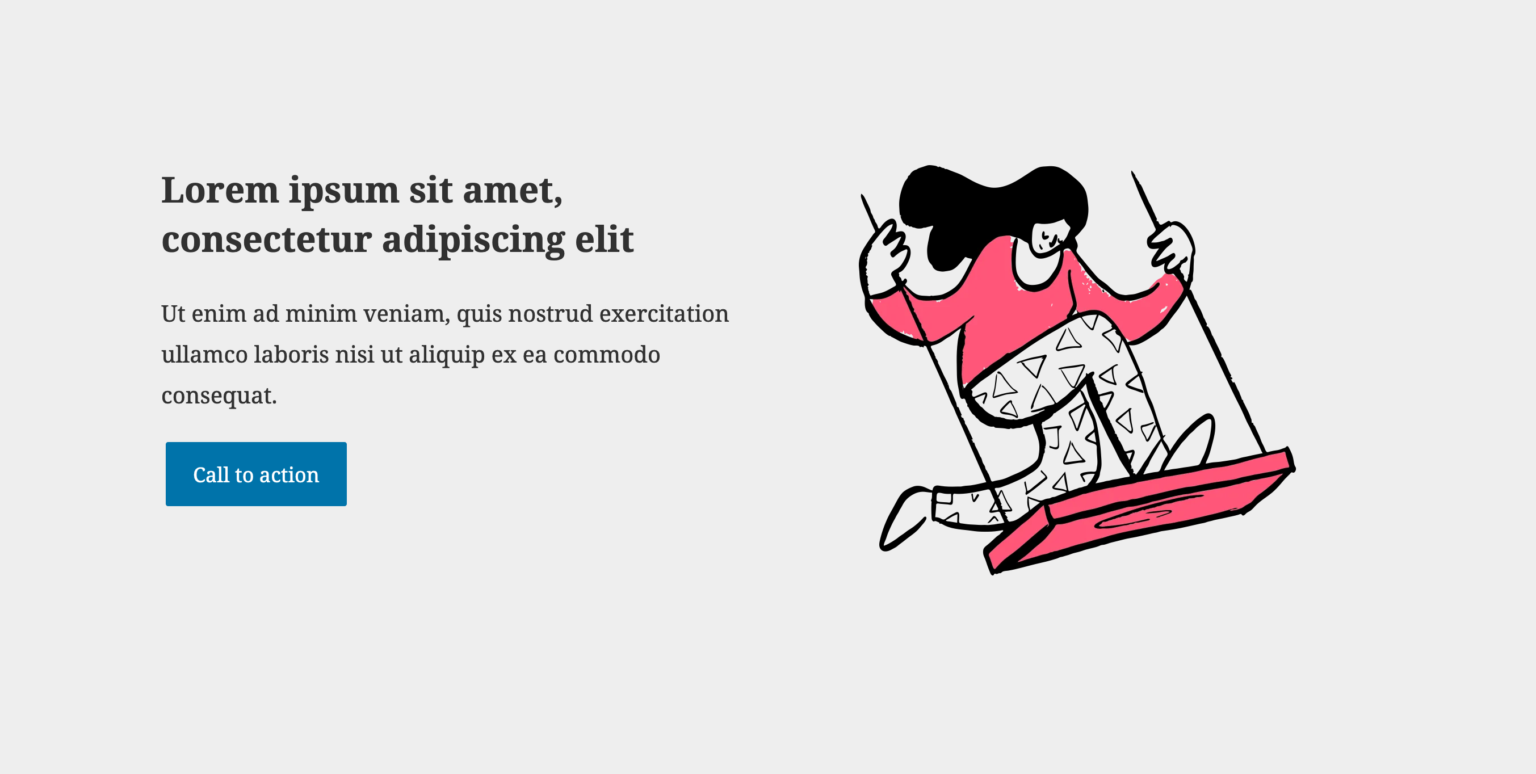 Lorem ipsum sit amet,
consectetur adipiscing elit
Ut enim ad minim veniam, quis nostrud exercitation
ullamco laboris nisi ut aliquip ex ea commodo
consequat.
Call to action